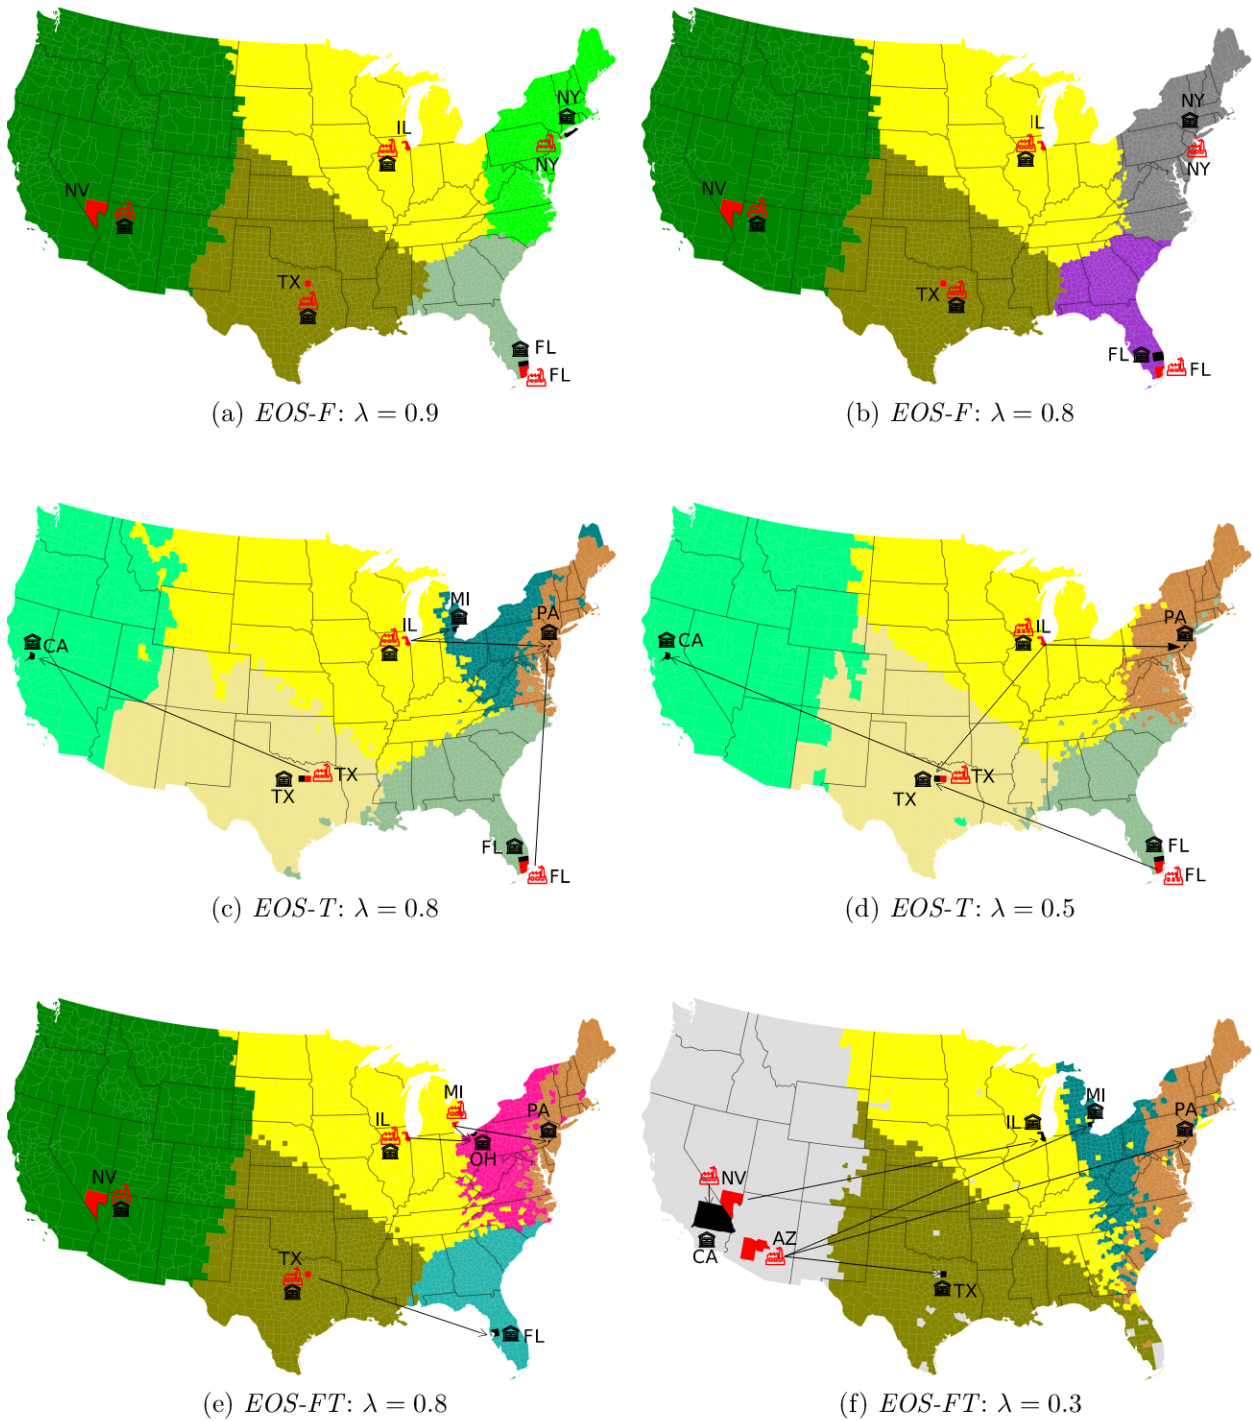 NY
IL
NY
NV
TX
FL
FL
(a) EOS-F: λ = 0.9
NY
IL
NY
NV
TX
FL
FL
(b) EOS-F: λ = 0.8
MI
IL
PA
CA
TX
TX
FL
FL
(c) EOS-T: λ = 0.8
IL
PA
CA
TX
TX
FL
FL
(d) EOS-T: λ = 0.5
MI
IL
PA
OH
NV
TX
FL
(e) EOS-FT: λ = 0.8
MI
IL
PA
NV
AZ
CA
TX
(f) EOS-FT: λ = 0.3